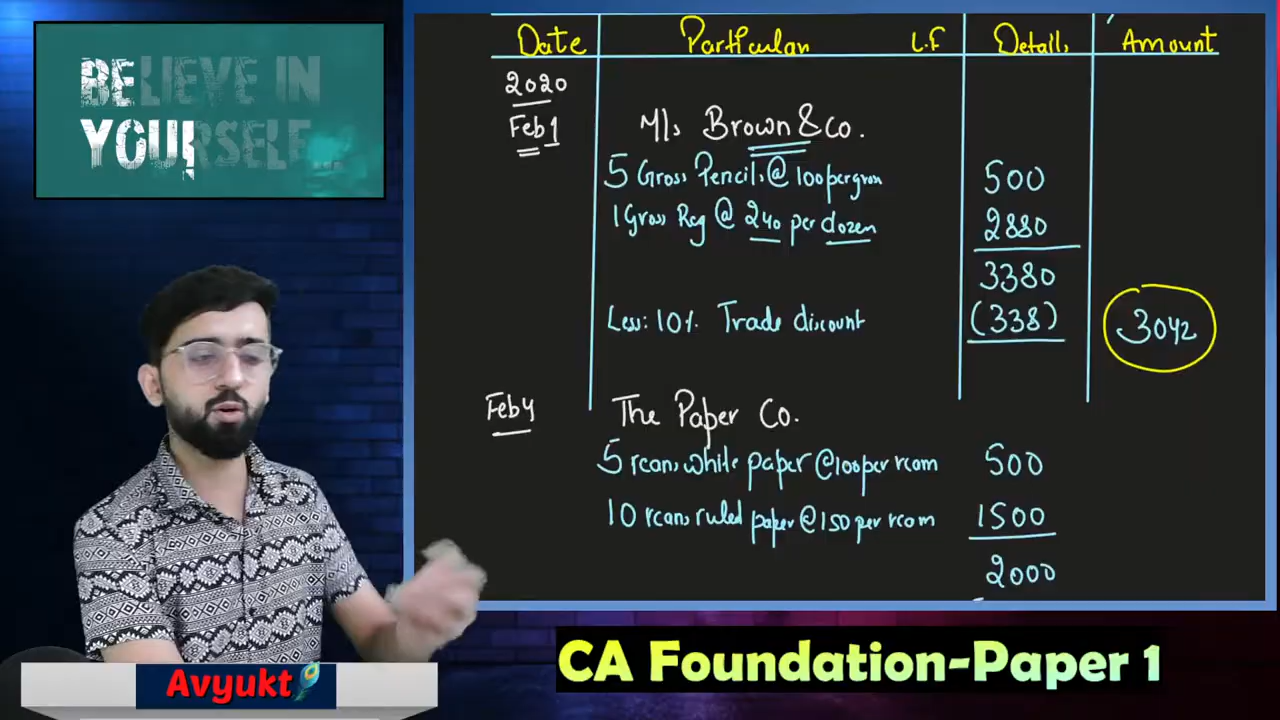 BELIEVE IN
YOURSELF...
Date Particular L.F Details Amount
2020
Feb 1 M/s Brown & Co.
5 Gross Pencils @ 100 per gross 500
1 Gross Reg @ 240 per dozen 2880
3380
Less: 10% Trade discount (338) 3042
Feb 4 The Paper Co.
5 reams white paper @ 100 per ream 500
10 reams ruled paper @ 150 per ream 1500
2000
Avyukt
CA Foundation-Paper 1